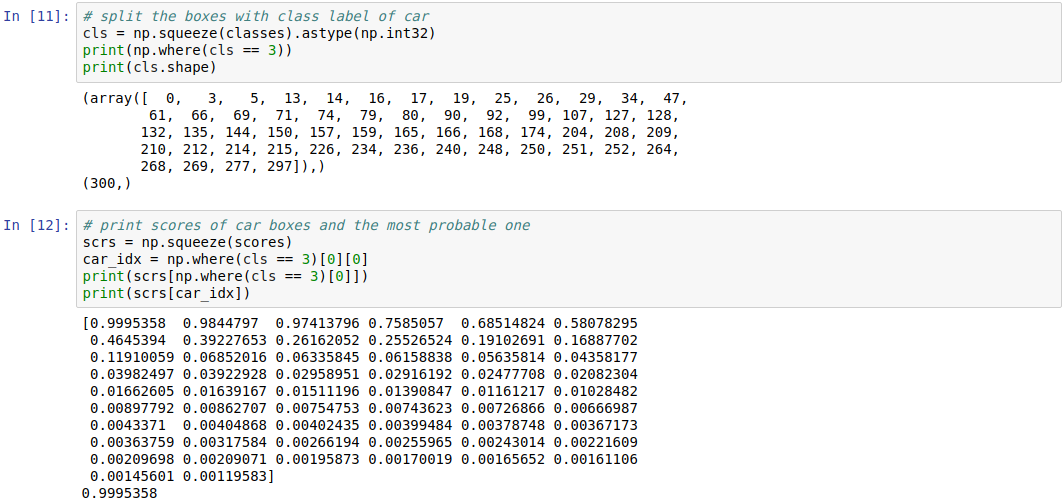 In [11]: # split the boxes with class label of car
cls = np.squeeze(classes).astype(np.int32)
print(np.where(cls == 3))
print(cls.shape)
(array([  0,   3,   5,  13,  14,  16,  17,  19,  25,  26,  29,  34,  47,
61,  66,  69,  71,  74,  79,  80,  90,  92,  99, 107, 127, 128,
132, 135, 144, 150, 157, 159, 165, 166, 168, 174, 204, 208, 209,
210, 212, 214, 215, 226, 234, 236, 240, 248, 250, 251, 252, 264,
268, 269, 277, 297]),)
(300,)
In [12]: # print scores of car boxes and the most probable one
scrs = np.squeeze(scores)
car_idx = np.where(cls == 3)[0][0]
print(scrs[np.where(cls == 3)[0]])
print(scrs[car_idx])
[0.9995358  0.9844797  0.97413796 0.7585057  0.68514824 0.58078295
0.4645394  0.39227653 0.26162052 0.25526524 0.19102691 0.16887702
0.11910059 0.06852016 0.06335845 0.06158838 0.05635814 0.04358177
0.03982497 0.03922928 0.02958951 0.02916192 0.02477708 0.02082304
0.01662605 0.01639167 0.01511196 0.01390847 0.01161217 0.01028482
0.00897792 0.00862707 0.00754753 0.00743623 0.00726866 0.00666987
0.0043371  0.00404868 0.00402435 0.00399484 0.00378748 0.00367173
0.00363759 0.00317584 0.00266194 0.00255965 0.00243014 0.00221609
0.00209698 0.00209071 0.00195873 0.00170019 0.00165652 0.00161106
0.00145601 0.00119583]
0.9995358